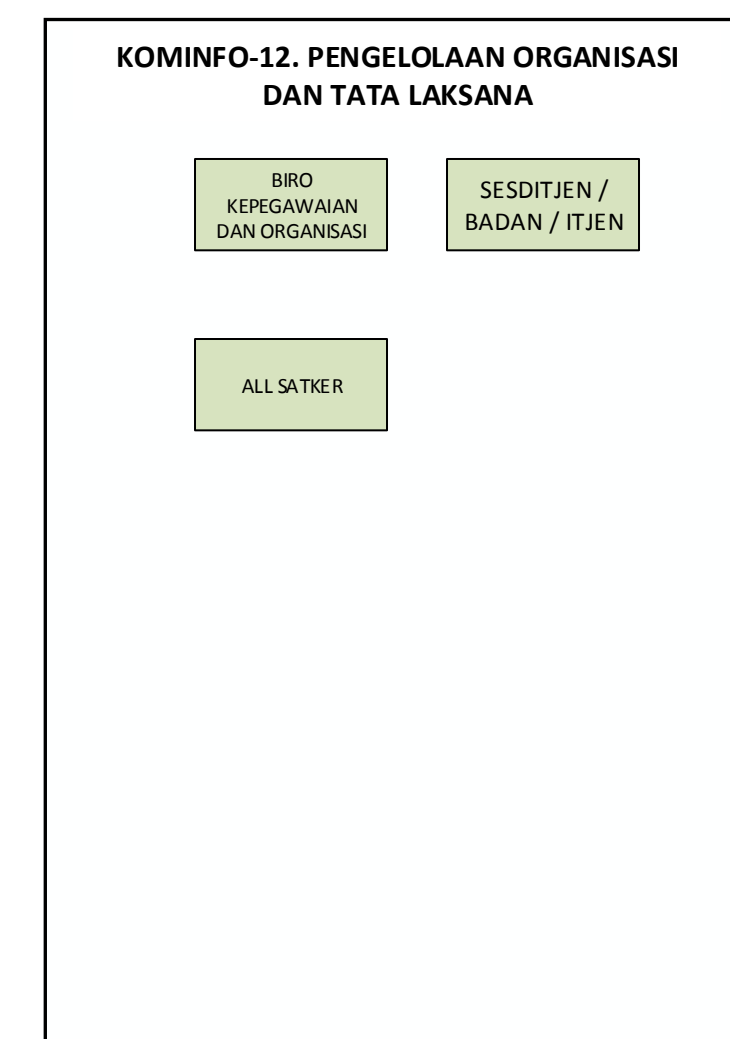 KOMINFO-12. PENGELOLAAN ORGANISASI
DAN TATA LAKSANA
BIRO
KEPEGAWAIAN
DAN ORGANISASI
SESDITJEN /
BADAN / ITJEN
ALL SATKER